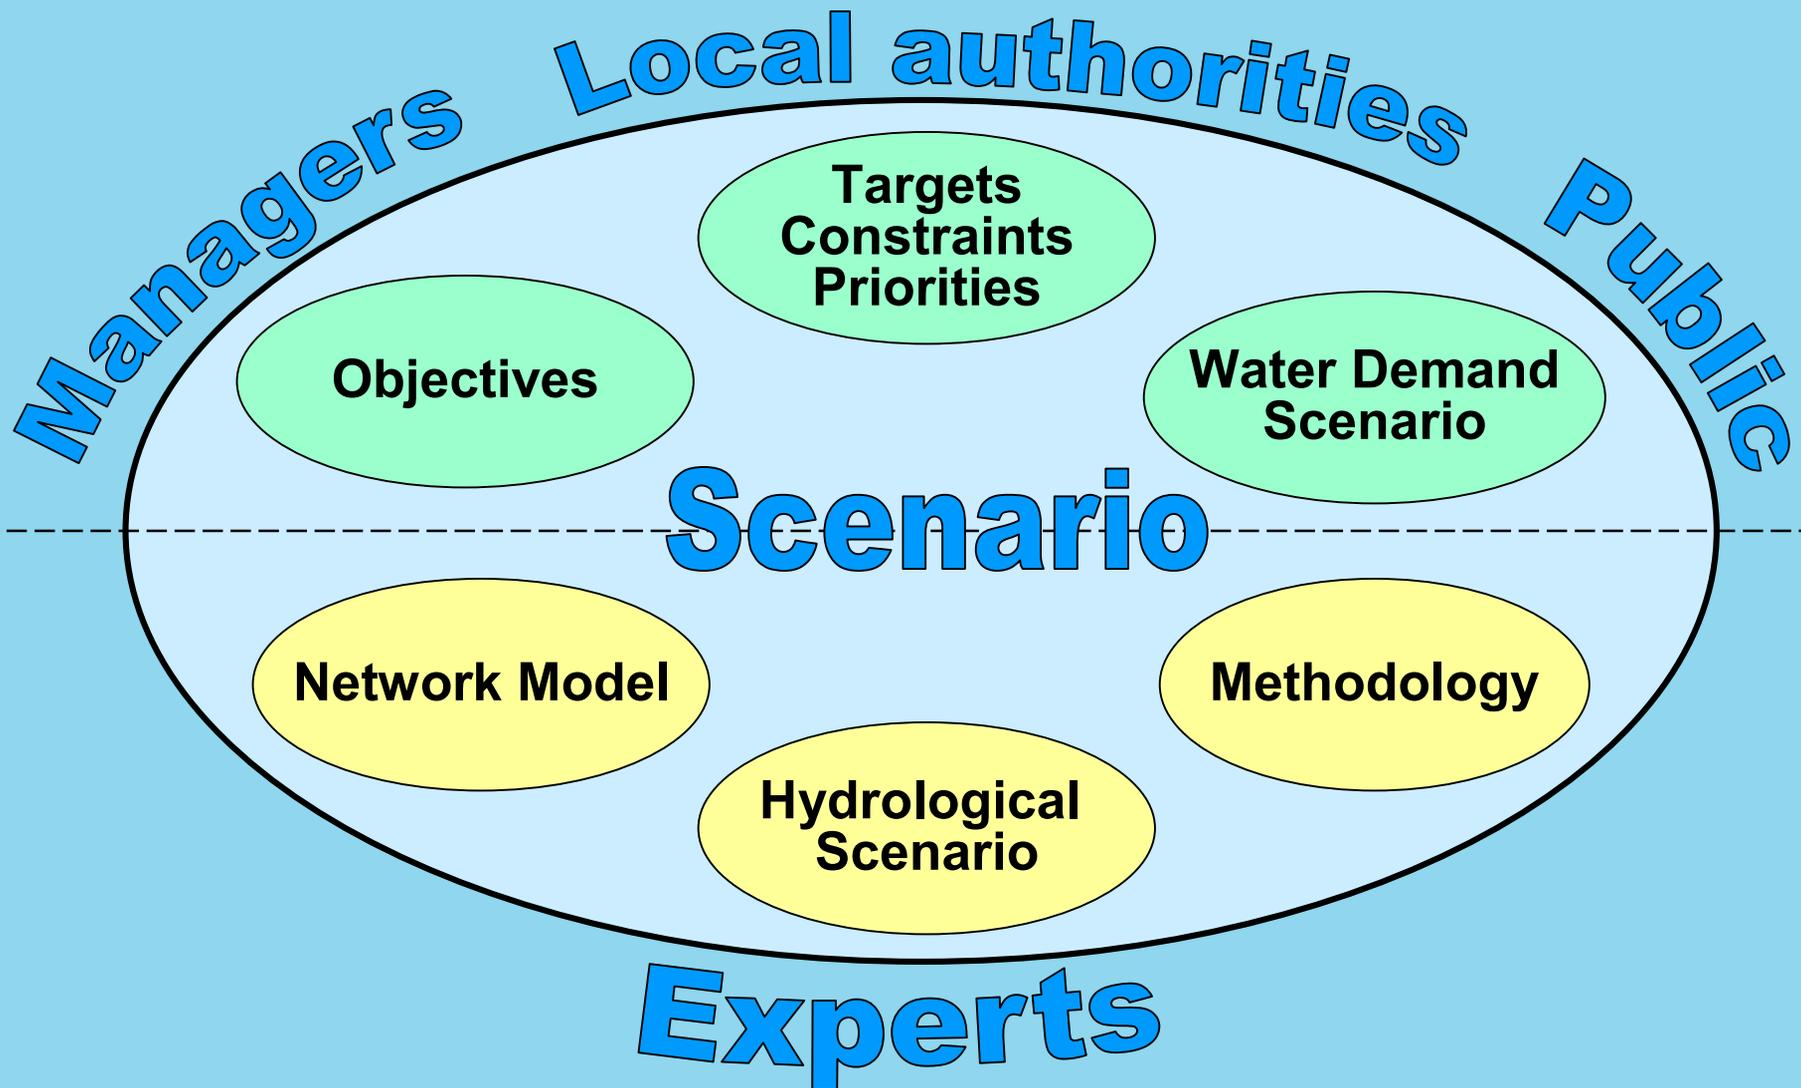 Managers Local authorities Public
Targets
Constraints
Priorities
Objectives
Water Demand
Scenario
Scenario
Network Model
Methodology
Hydrological
Scenario
Experts